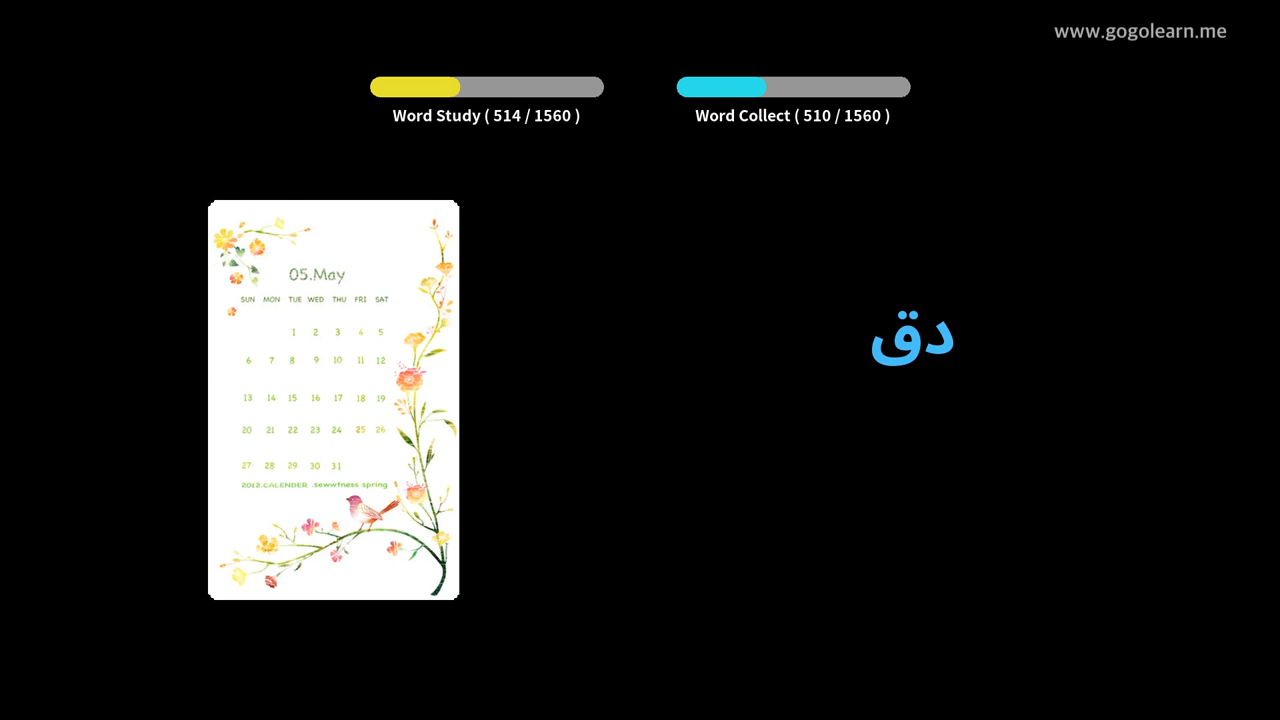 www.gogolearn.me
Word Study ( 514 / 1560 )
Word Collect ( 510 / 1560 )
05.May
SUN MON TUE WED THU FRI SAT
1 2 3 4 5
6 7 8 9 10 11 12
13 14 15 16 17 18 19
20 21 22 23 24 25 26
27 28 29 30 31
2012.CALENDER .sewwtness spring
دق